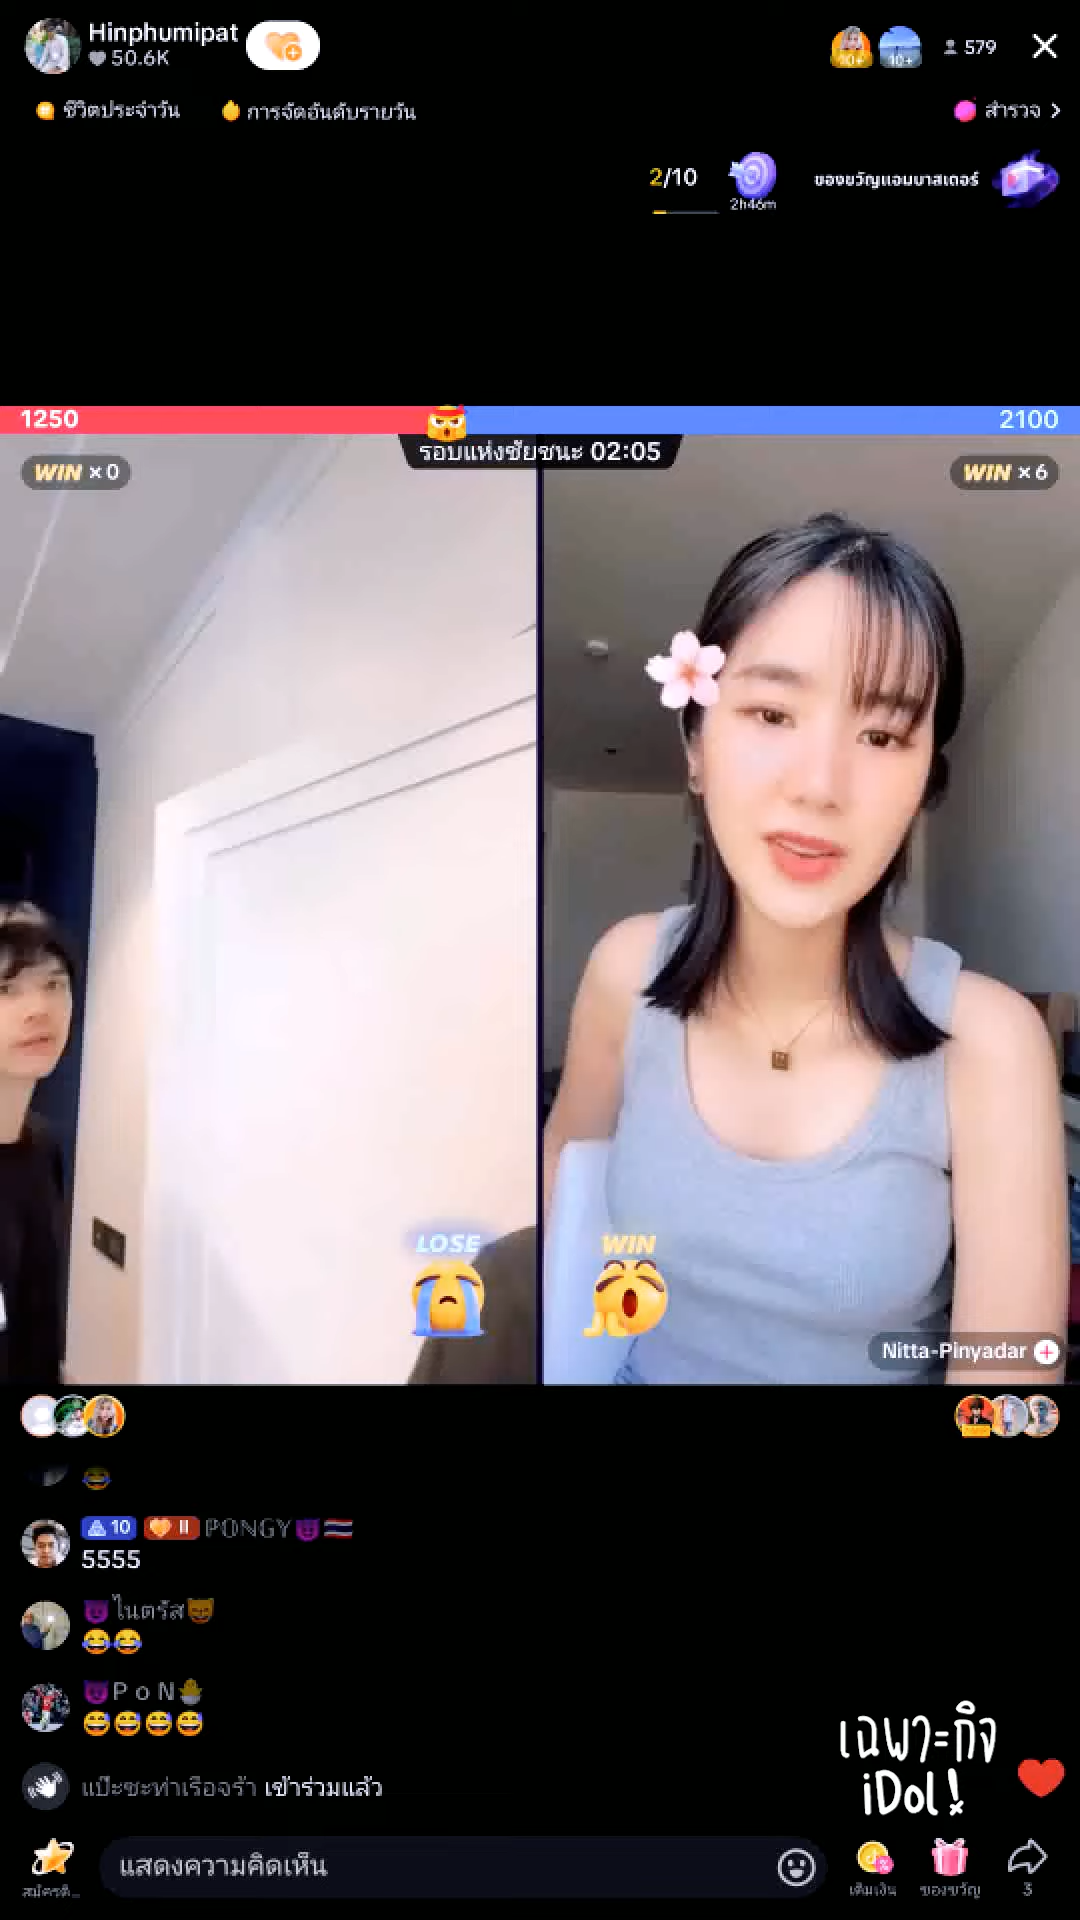 Hinphumipat
50.6K
10+
10+
579
ชีวิตประจำวัน
การจัดอันดับรายวัน
สำรวจ
2/10
2h46m
ของขวัญแอมบาสเดอร์
1250
2100
รอบแห่งชัยชนะ 02:05
WIN ×0
WIN ×6
LOSE
WIN
Nitta-Pinyadar
10 II ℙ𝕆ℕ𝔾𝕐😈🇹🇭
5555
😈ไนตรัส
😂😂
😈P o N🐣
😅😅😅😅
แป๊ะซะท่าเรือจร้า เข้าร่วมแล้ว
เฉพาะกิจ
iDol!
แสดงความคิดเห็น
เติมเงิน
ของขวัญ
3